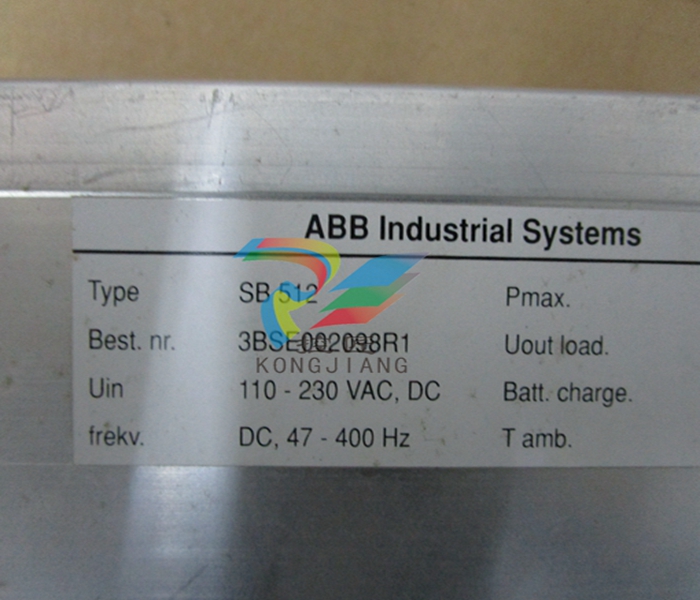 ABB Industrial Systems
Type SB 512 Pmax.
Best. nr. 3BSE002098R1 Uout load.
KONGJIANG
Uin 110 - 230 VAC, DC Batt. charge.
frekv. DC, 47 - 400 Hz T amb.